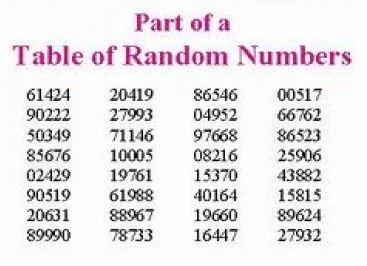 Part of a
Table of Random Numbers
61424 20419 86546 00517
90222 27993 04952 66762
50349 71146 97668 86523
85676 10005 08216 25906
02429 19761 15370 43882
90519 61988 40164 15815
20631 88967 19660 89624
89990 78733 16447 27932